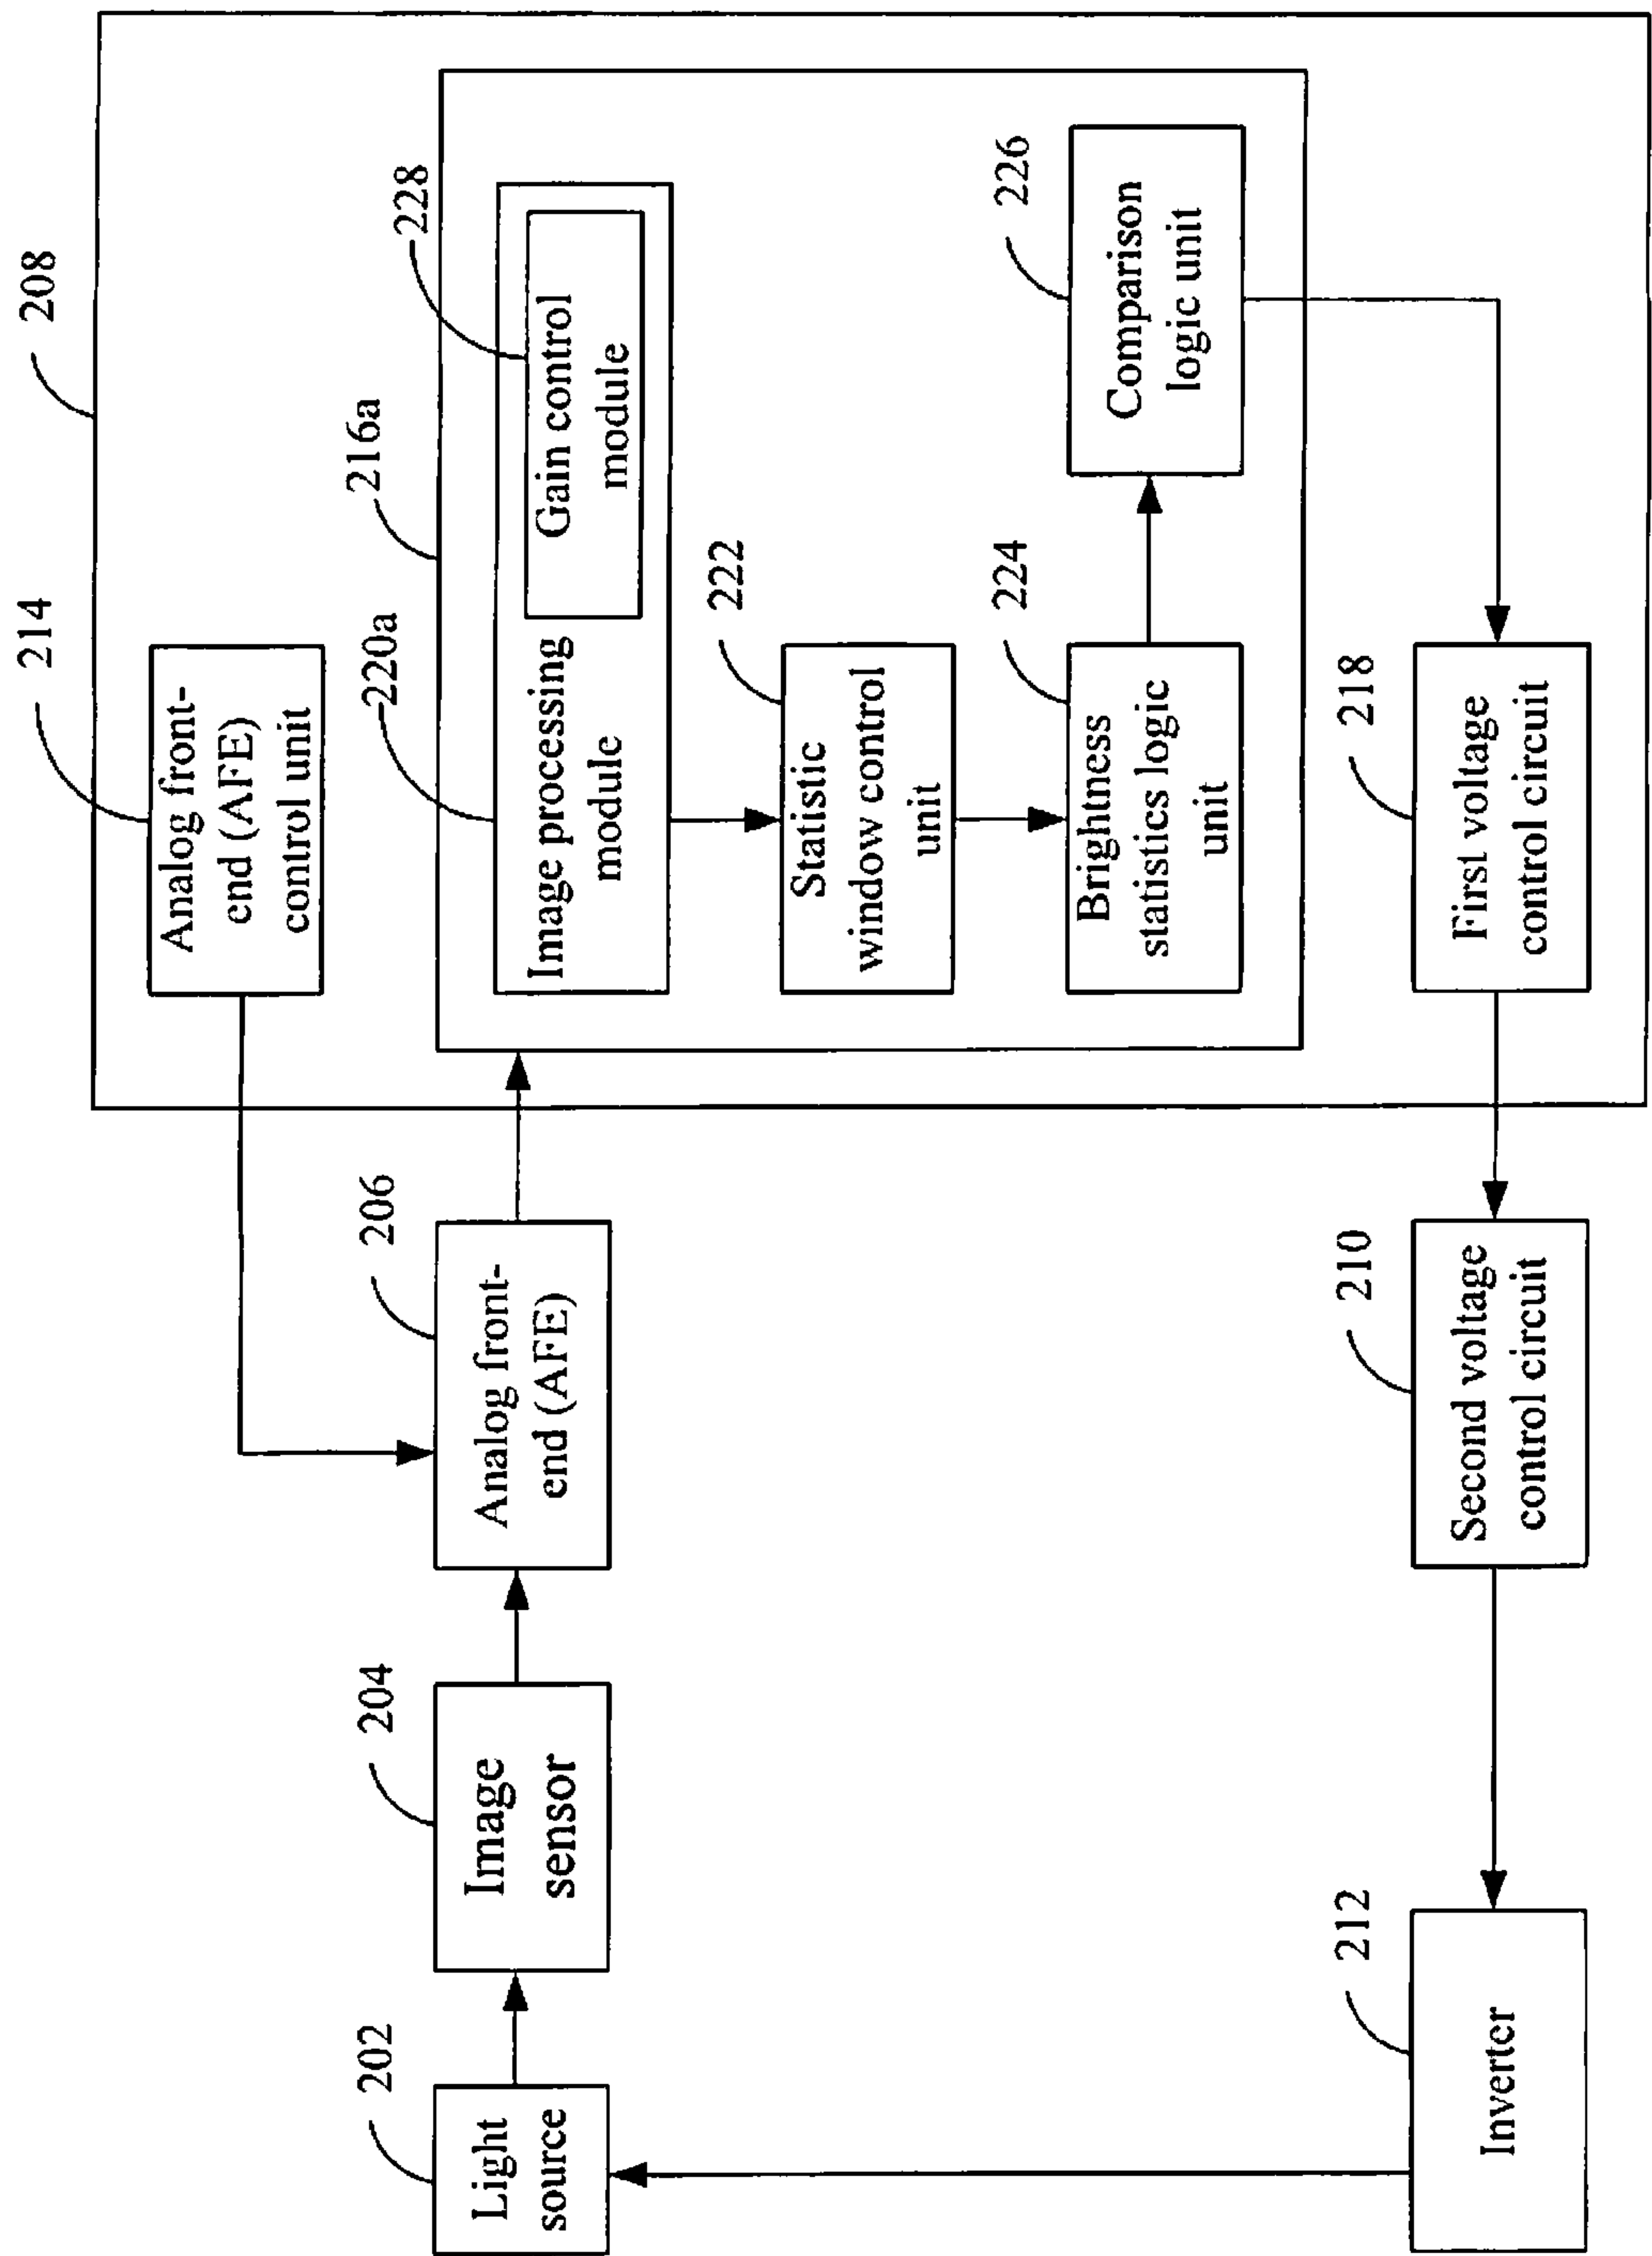 208
214
Analog front-
end (AFE)
control unit
216a
228
220a
Image processing
module
Gain control
module
222
Statistic
window control
unit
224
Brightness
statistics logic
unit
226
Comparison
logic unit
202
Light
source
204
Image
sensor
206
Analog front-
end (AFE)
212
Inverter
210
Second voltage
control circuit
218
First voltage
control circuit